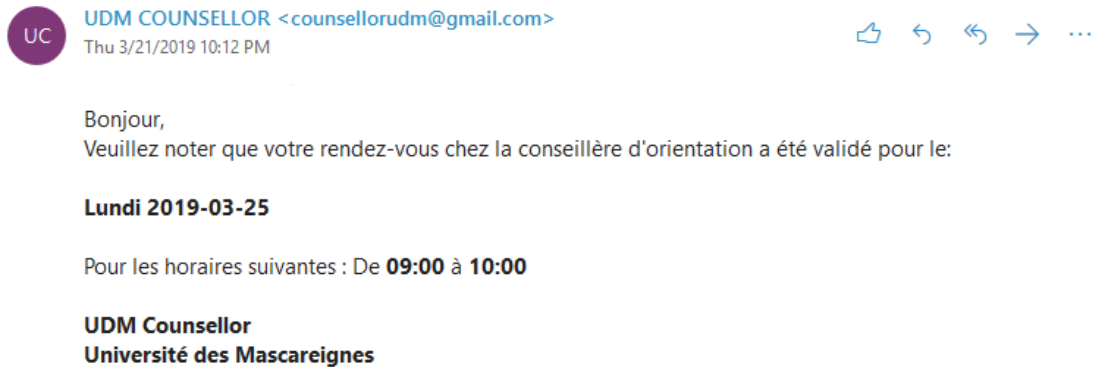 UC
UDM COUNSELLOR <counsellorudm@gmail.com>
Thu 3/21/2019 10:12 PM
Bonjour,
Veuillez noter que votre rendez-vous chez la conseillère d'orientation a été validé pour le:
Lundi 2019-03-25
Pour les horaires suivantes : De 09:00 à 10:00
UDM Counsellor
Université des Mascareignes